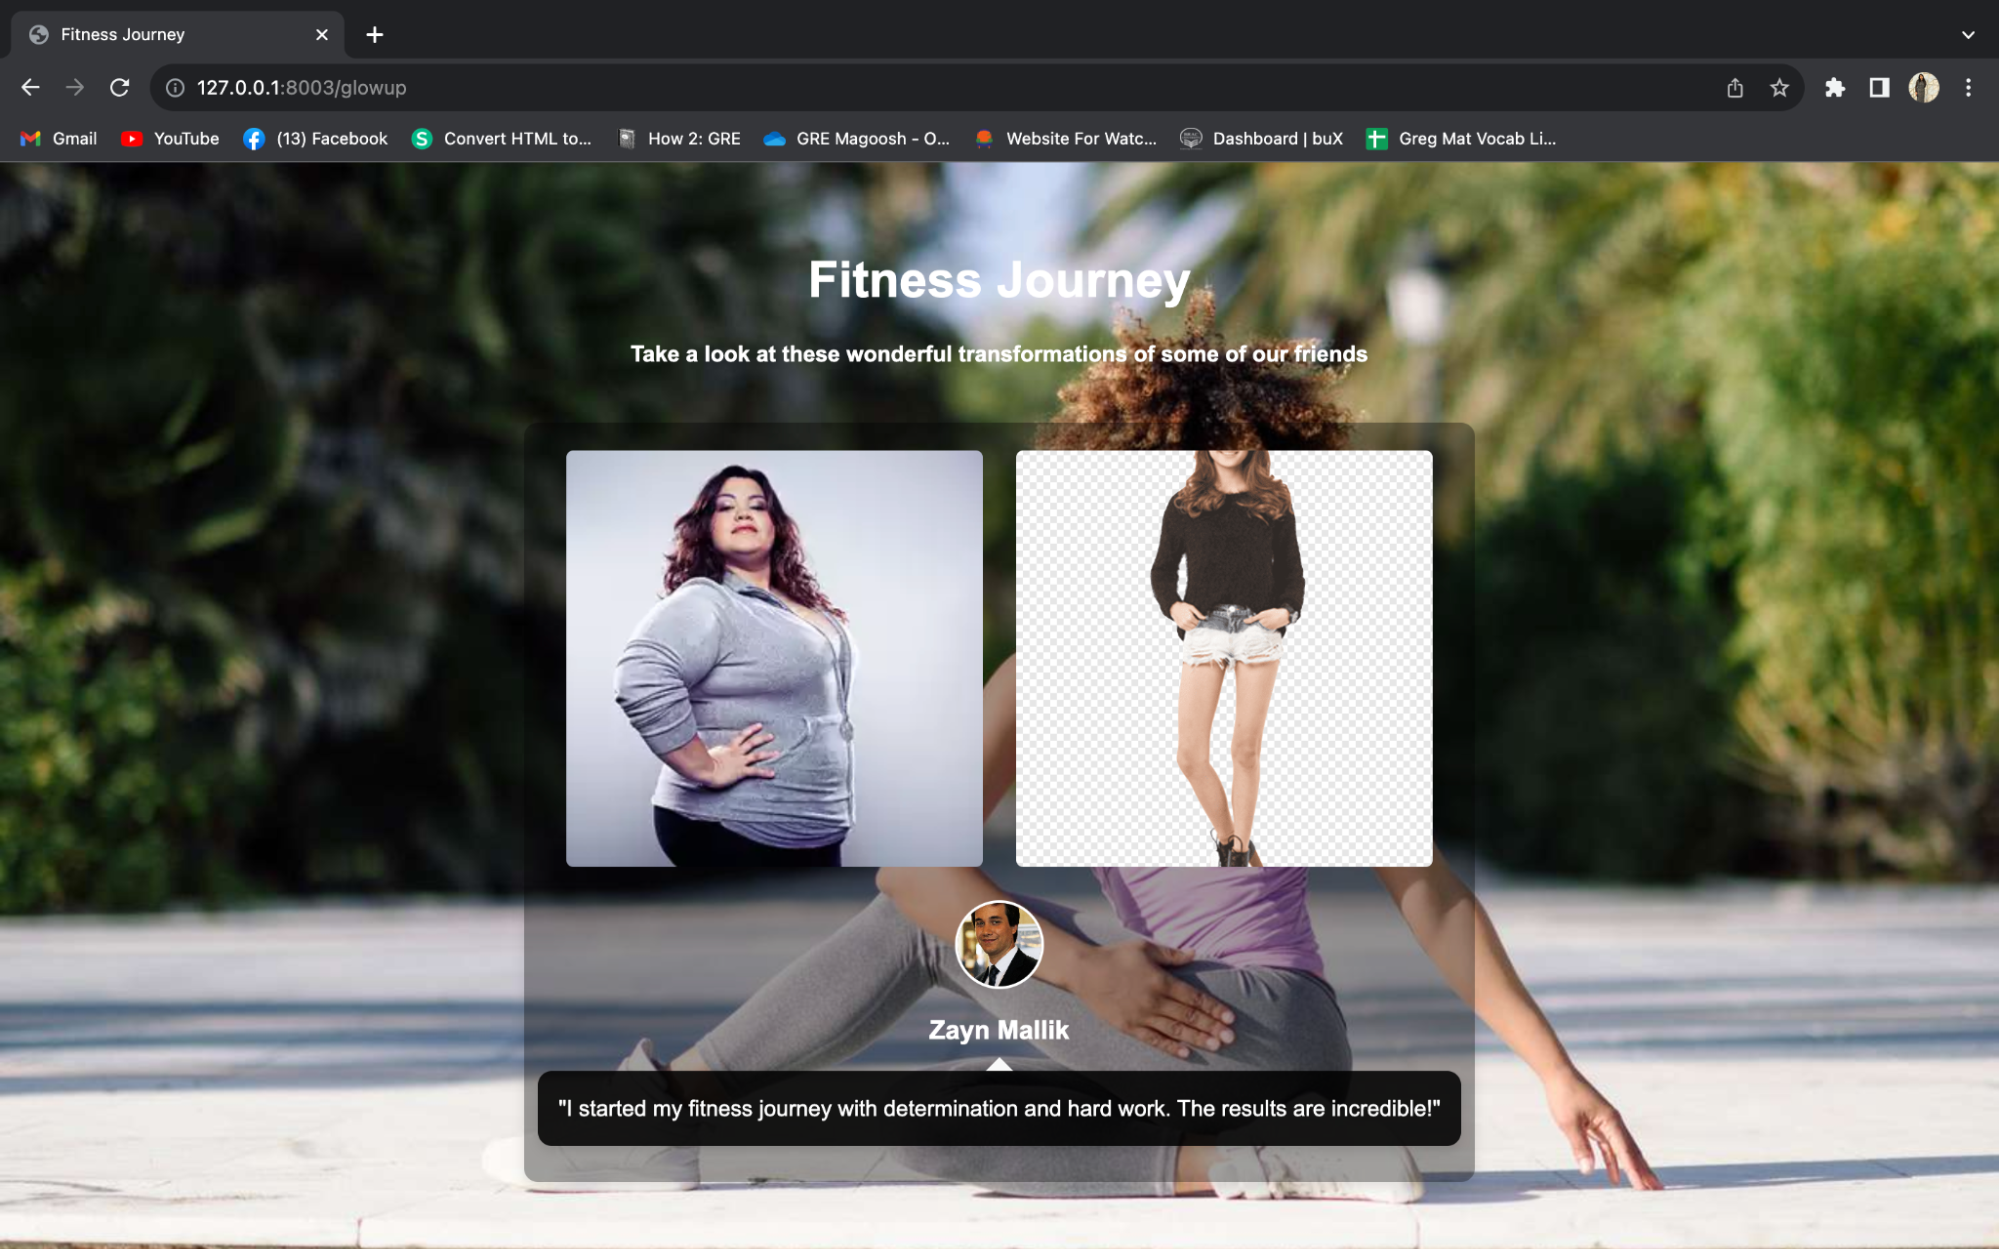 Fitness Journey
127.0.0.1:8003/glowup
Gmail
YouTube
(13) Facebook
S
Convert HTML to...
How 2: GRE
GRE Magoosh - O...
Website For Watc...
Dashboard | buX
Greg Mat Vocab Li...
Fitness Journey
Take a look at these wonderful transformations of some of our friends
Zayn Mallik
"I started my fitness journey with determination and hard work. The results are incredible!"